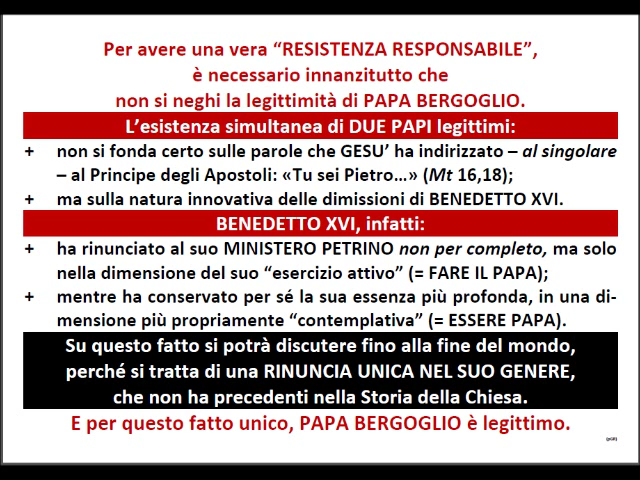 Per avere una vera “RESISTENZA RESPONSABILE”,
è necessario innanzitutto che
non si neghi la legittimità di PAPA BERGOGLIO.
L’esistenza simultanea di DUE PAPI legittimi:
+ non si fonda certo sulle parole che GESU’ ha indirizzato – al singolare
– al Principe degli Apostoli: «Tu sei Pietro…» (Mt 16,18);
+ ma sulla natura innovativa delle dimissioni di BENEDETTO XVI.
BENEDETTO XVI, infatti:
+ ha rinunciato al suo MINISTERO PETRINO non per completo, ma solo
nella dimensione del suo “esercizio attivo” (= FARE IL PAPA);
+ mentre ha conservato per sé la sua essenza più profonda, in una di-
mensione più propriamente “contemplativa” (= ESSERE PAPA).
Su questo fatto si potrà discutere fino alla fine del mondo,
perché si tratta di una RINUNCIA UNICA NEL SUO GENERE,
che non ha precedenti nella Storia della Chiesa.
E per questo fatto unico, PAPA BERGOGLIO è legittimo.